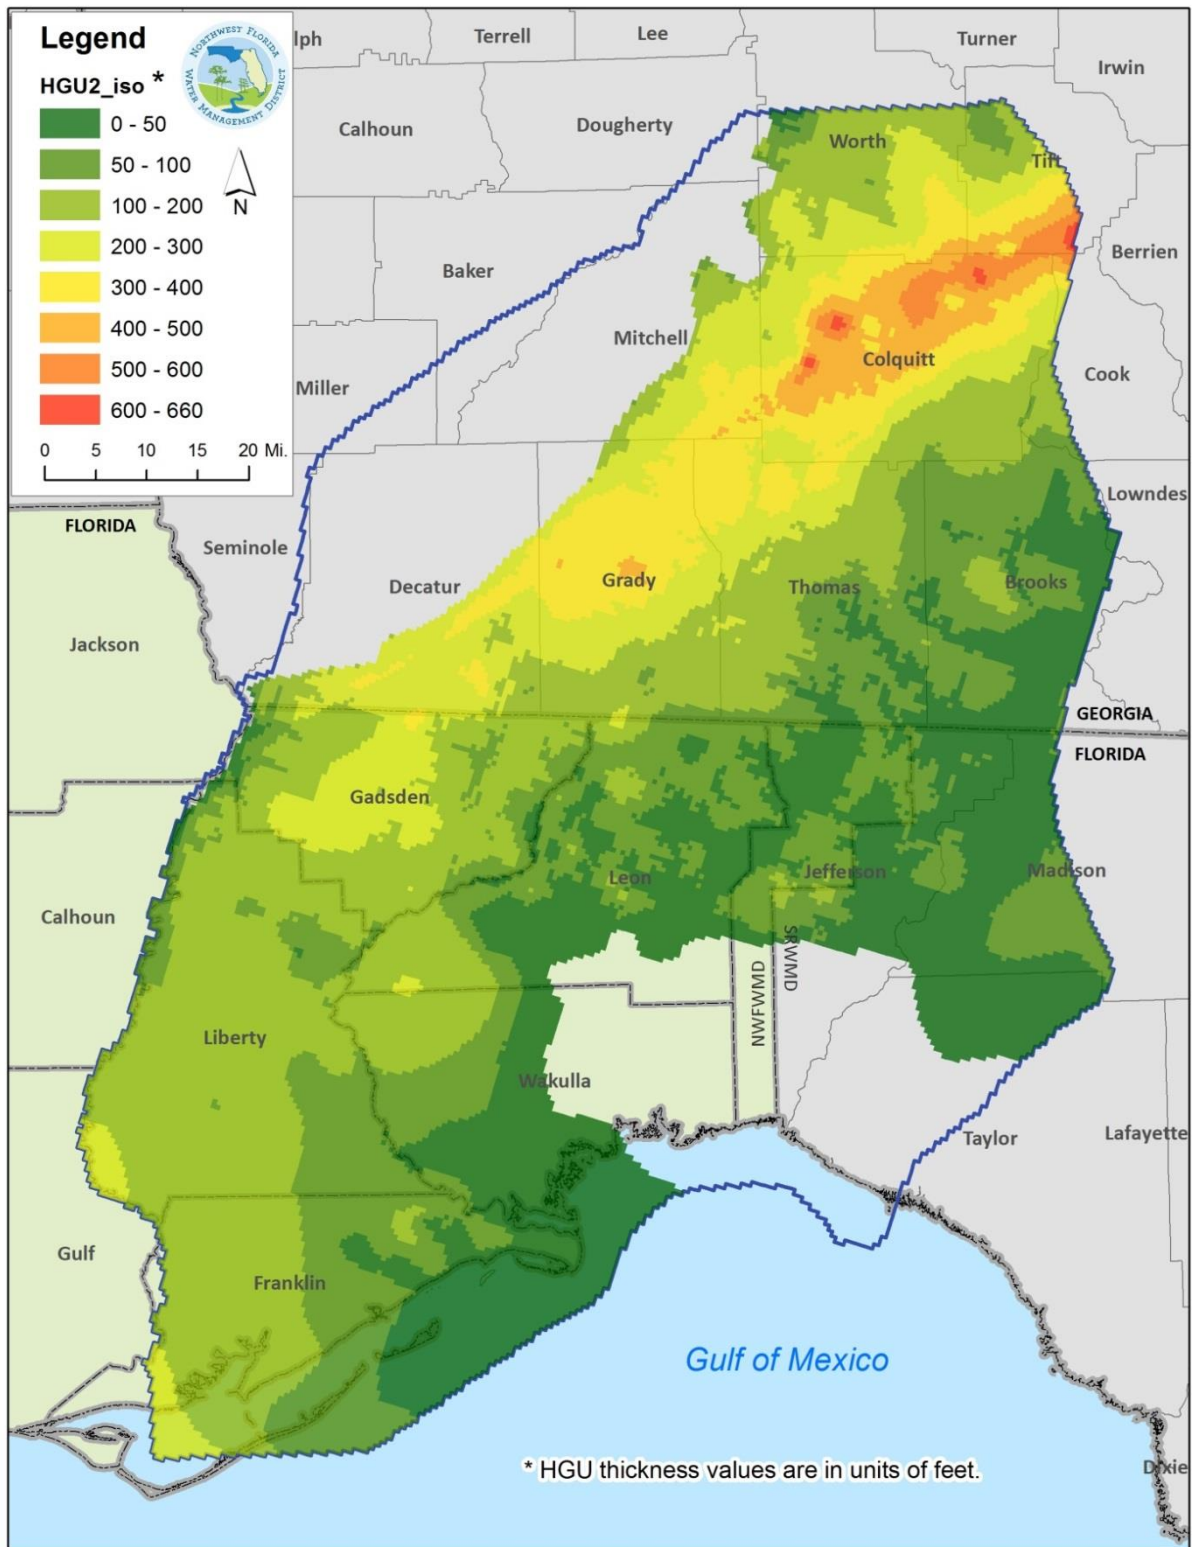 Legend
NORTHWEST FLORIDA
WATER MANAGEMENT DISTRICT
HGU2_iso *
0 - 50
50 - 100
100 - 200
200 - 300
300 - 400
400 - 500
500 - 600
600 - 660
N
0 5 10 15 20 Mi.
lph
Terrell
Lee
Turner
Irwin
Calhoun
Dougherty
Worth
Tift
Baker
Berrien
Mitchell
Colquitt
Miller
Cook
Lowndes
FLORIDA
Seminole
Decatur
Grady
Thomas
Brooks
Jackson
GEORGIA
FLORIDA
Gadsden
Leon
Jefferson
Madison
Calhoun
SRWMD
NWFWMD
Liberty
Wakulla
Taylor
Lafayette
Gulf
Franklin
Gulf of Mexico
* HGU thickness values are in units of feet.
Dixie